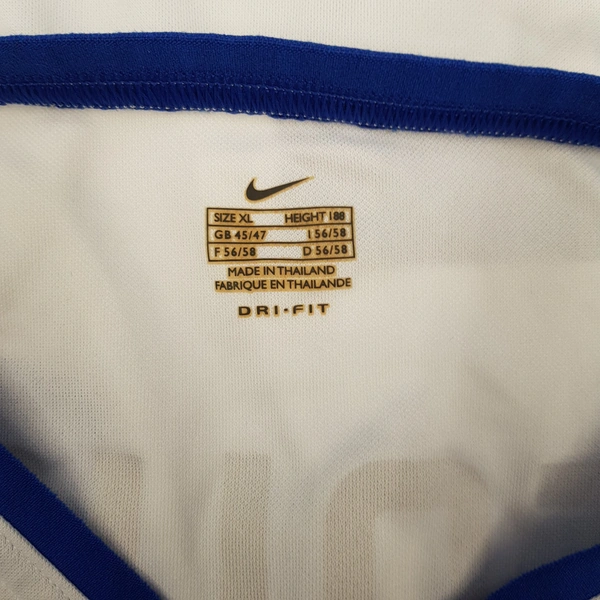 SIZE XL HEIGHT 188
GB 45/47 I 56/58
F 56/58 D 56/58
MADE IN THAILAND
FABRIQUE EN THAILANDE
DRI-FIT